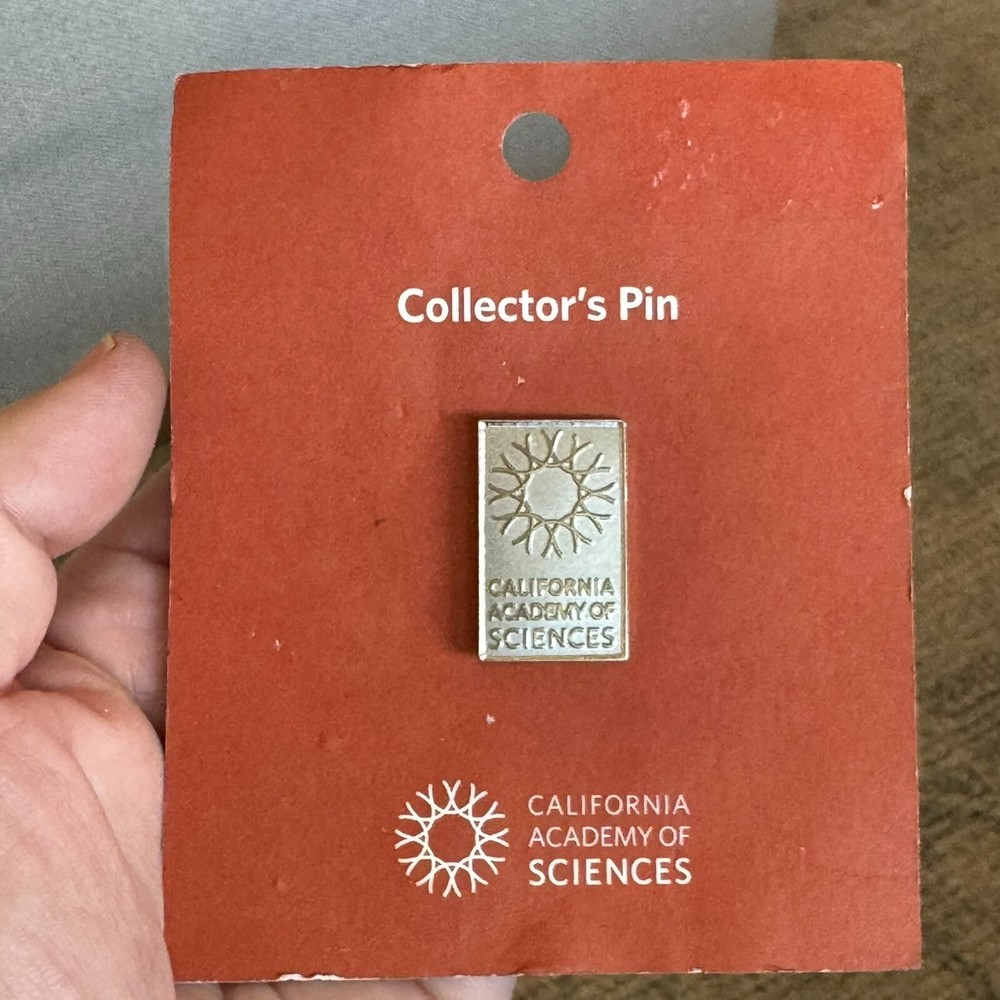 Collector's Pin
CALIFORNIA
ACADEMY OF
SCIENCES
CALIFORNIA
ACADEMY OF
SCIENCES